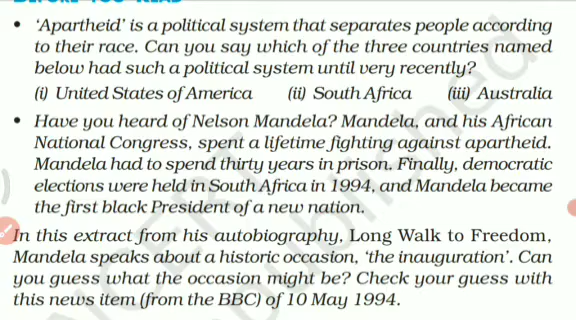 • ‘Apartheid’ is a political system that separates people according
to their race. Can you say which of the three countries named
below had such a political system until very recently?
(i) United States of America (ii) South Africa (iii) Australia
• Have you heard of Nelson Mandela? Mandela, and his African
National Congress, spent a lifetime fighting against apartheid.
Mandela had to spend thirty years in prison. Finally, democratic
elections were held in South Africa in 1994, and Mandela became
the first black President of a new nation.
In this extract from his autobiography, Long Walk to Freedom,
Mandela speaks about a historic occasion, ‘the inauguration’. Can
you guess what the occasion might be? Check your guess with
this news item (from the BBC) of 10 May 1994.